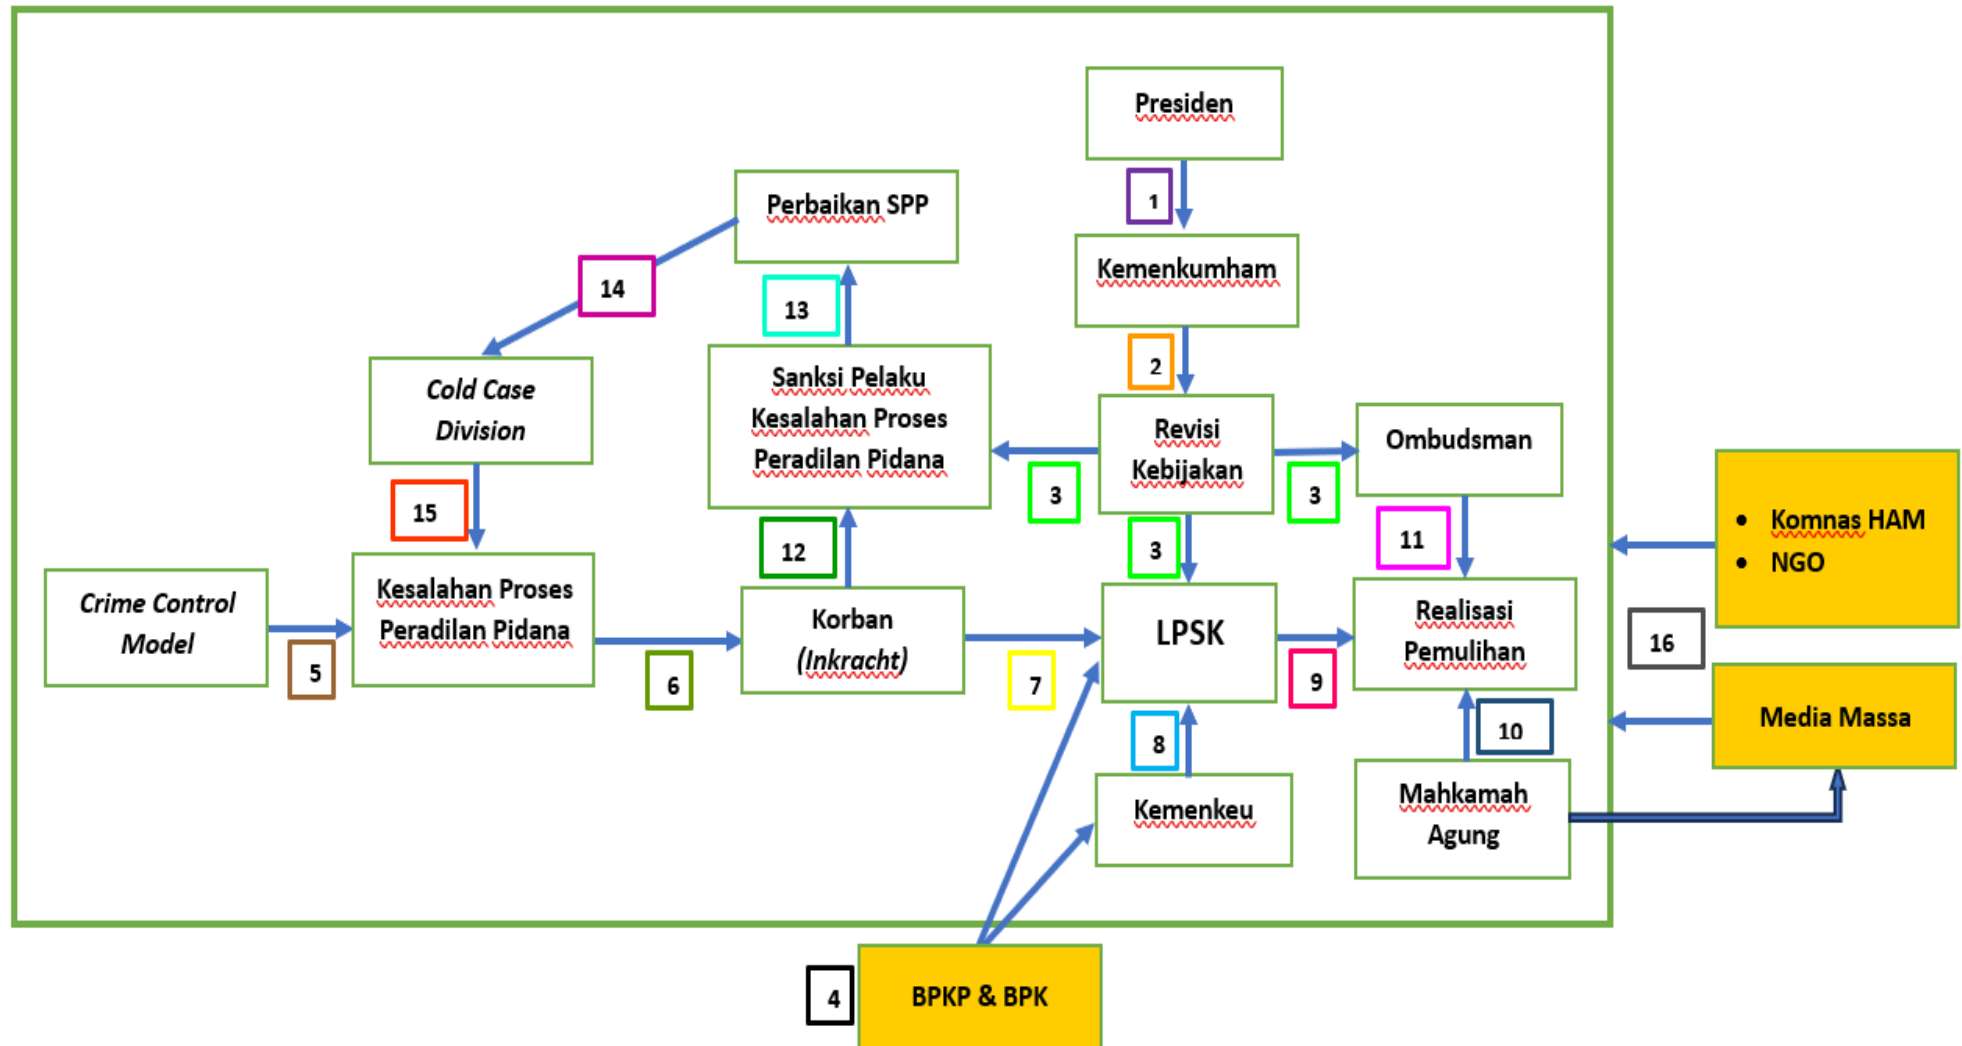 Presiden
1
Perbaikan SPP
Kemenkumham
14
13
2
Cold Case
Division
Sanksi Pelaku
Kesalahan Proses
Peradilan Pidana
Revisi
Kebijakan
Ombudsman
15
12
3
3
3
11
• Komnas HAM
• NGO
Crime Control
Model
5
Kesalahan Proses
Peradilan Pidana
6
Korban
(Inkracht)
7
LPSK
9
Realisasi
Pemulihan
16
8
10
Media Massa
Kemenkeu
Mahkamah
Agung
4
BPKP & BPK